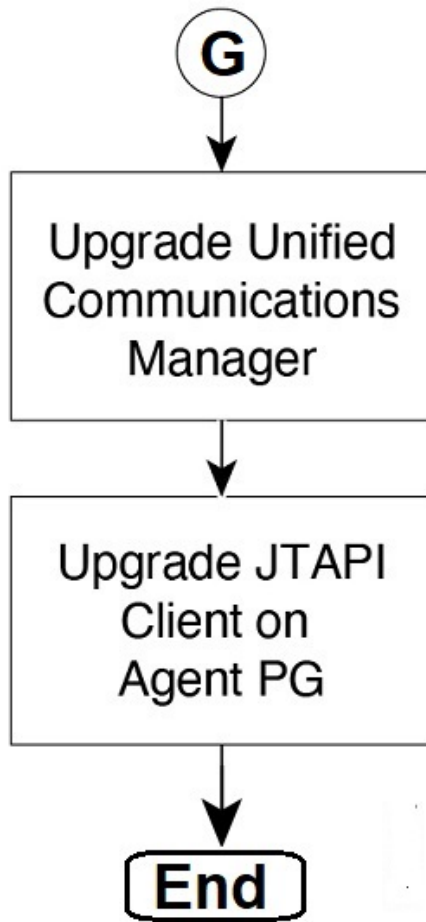 G
Upgrade Unified
Communications
Manager
Upgrade JTAPI
Client on
Agent PG
End